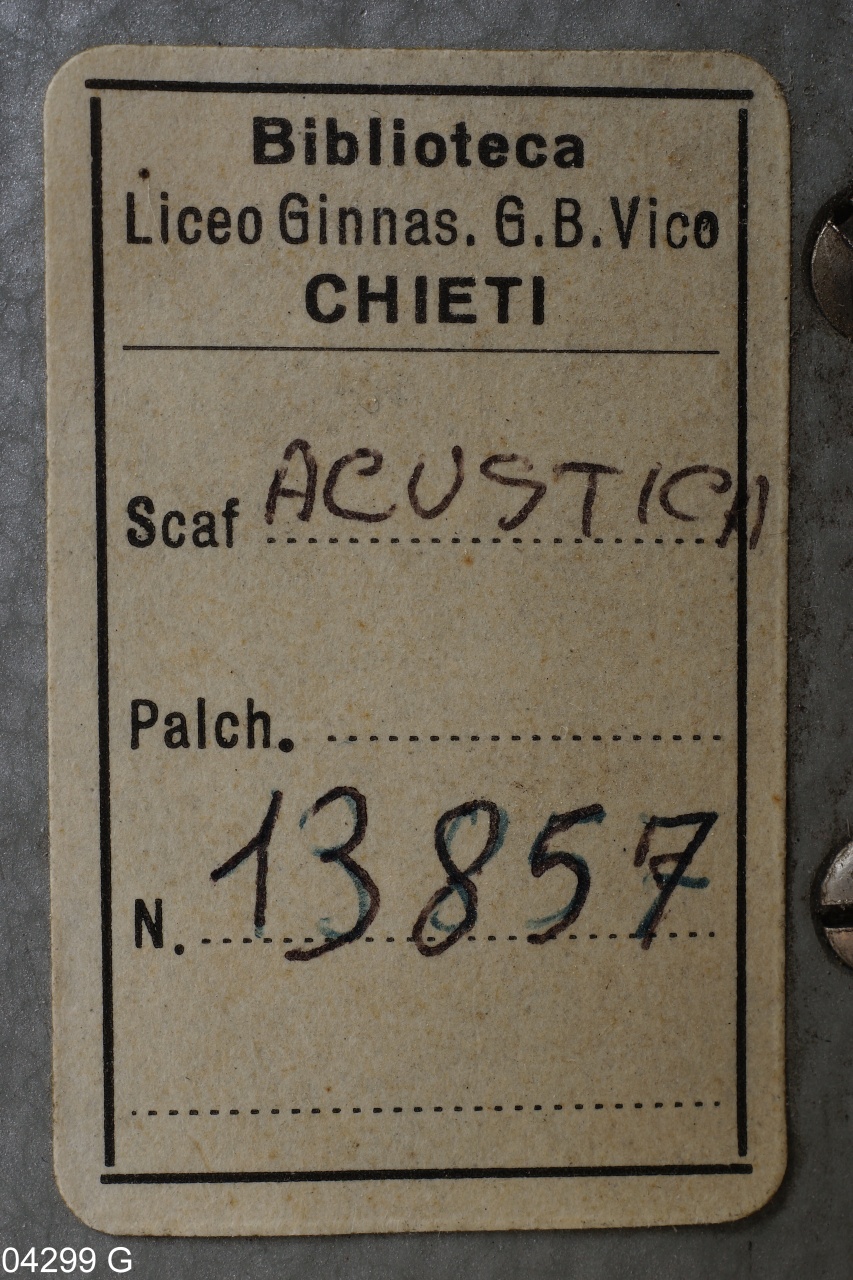 Biblioteca
Liceo Ginnas. G.B. Vico
CHIETI
Scaf ACUSTICA
Palch.
N. 13857
04299 G